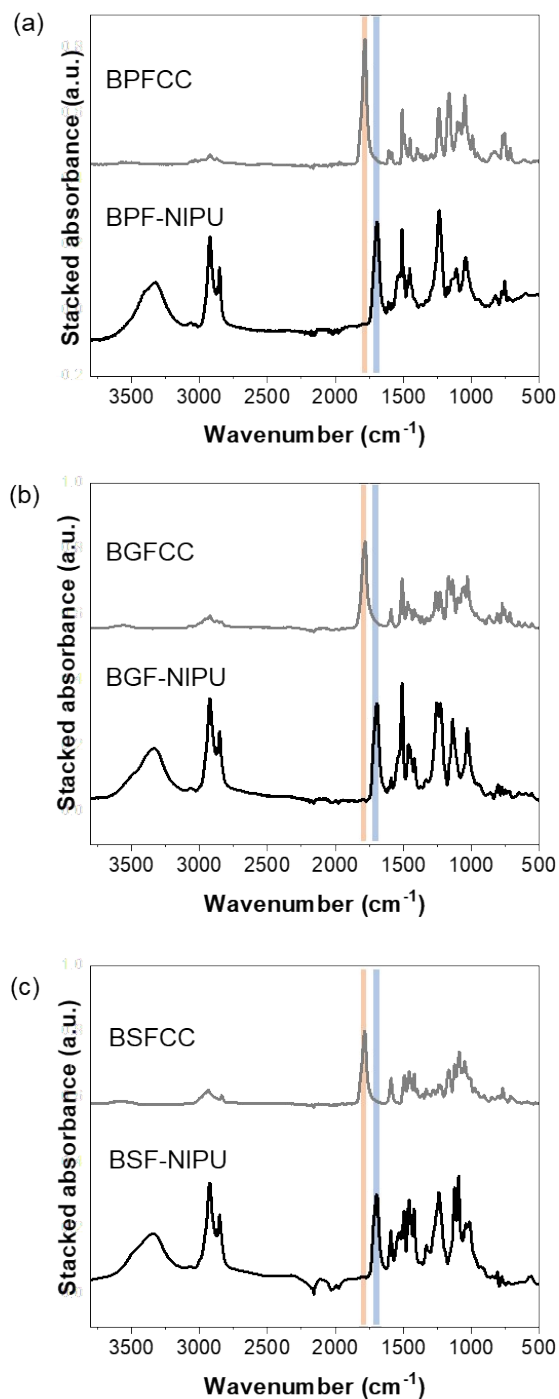 (a)
Stacked absorbance (a.u.)
BPFCC
BPF-NIPU
3500 3000 2500 2000 1500 1000 500
Wavenumber (cm⁻¹)
(b)
1.0
Stacked absorbance (a.u.)
BGFCC
BGF-NIPU
3500 3000 2500 2000 1500 1000 500
Wavenumber (cm⁻¹)
(c)
1.0
Stacked absorbance (a.u.)
BSFCC
BSF-NIPU
3500 3000 2500 2000 1500 1000 500
Wavenumber (cm⁻¹)